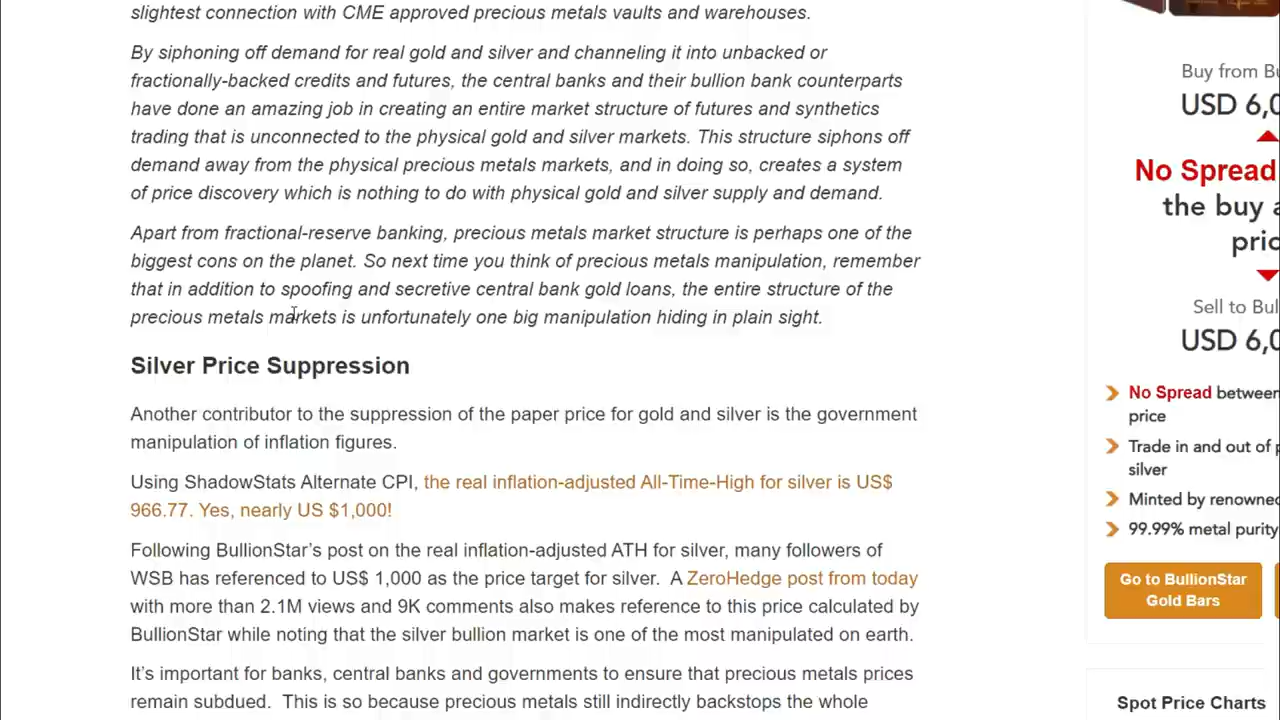 slightest connection with CME approved precious metals vaults and warehouses.
By siphoning off demand for real gold and silver and channeling it into unbacked or
fractionally-backed credits and futures, the central banks and their bullion bank counterparts
have done an amazing job in creating an entire market structure of futures and synthetics
trading that is unconnected to the physical gold and silver markets. This structure siphons off
demand away from the physical precious metals markets, and in doing so, creates a system
of price discovery which is nothing to do with physical gold and silver supply and demand.
Apart from fractional-reserve banking, precious metals market structure is perhaps one of the
biggest cons on the planet. So next time you think of precious metals manipulation, remember
that in addition to spoofing and secretive central bank gold loans, the entire structure of the
precious metals markets is unfortunately one big manipulation hiding in plain sight.
Silver Price Suppression
Another contributor to the suppression of the paper price for gold and silver is the government
manipulation of inflation figures.
Using ShadowStats Alternate CPI, the real inflation-adjusted All-Time-High for silver is US$
966.77. Yes, nearly US $1,000!
Following BullionStar’s post on the real inflation-adjusted ATH for silver, many followers of
WSB has referenced to US$ 1,000 as the price target for silver.  A ZeroHedge post from today
with more than 2.1M views and 9K comments also makes reference to this price calculated by
BullionStar while noting that the silver bullion market is one of the most manipulated on earth.
It’s important for banks, central banks and governments to ensure that precious metals prices
remain subdued.  This is so because precious metals still indirectly backstops the whole
Buy from Bu
USD 6,0
No Spread
the buy a
pric
Sell to Bul
USD 6,0
No Spread between
price
Trade in and out of p
silver
Minted by renowned
99.99% metal purity
Go to BullionStar
Gold Bars
Spot Price Charts